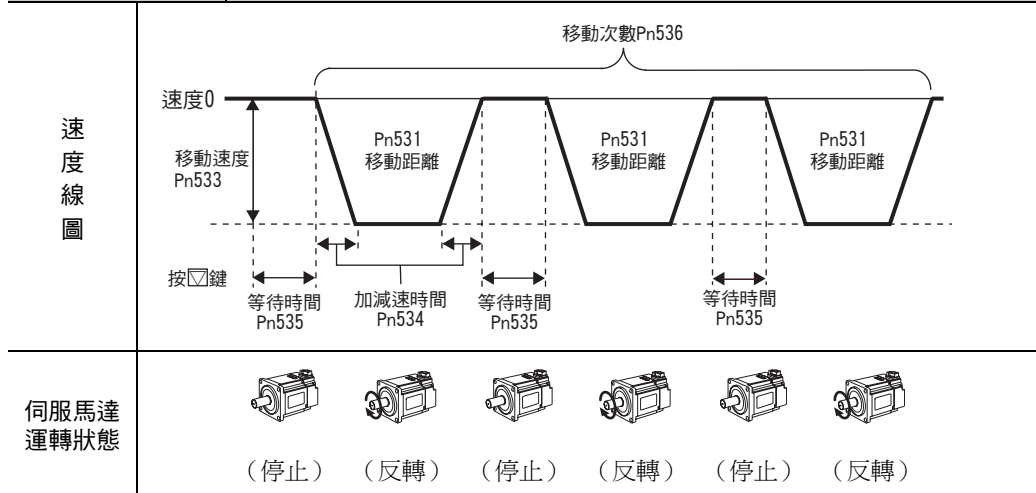 移動次數Pn536
速度0
速
度
線
圖
移動速度
Pn533
Pn531
移動距離
Pn531
移動距離
Pn531
移動距離
按▽鍵
等待時間
Pn535
加減速時間
Pn534
等待時間
Pn535
等待時間
Pn535
伺服馬達
運轉狀態
（停止） （反轉） （停止） （反轉） （停止） （反轉）